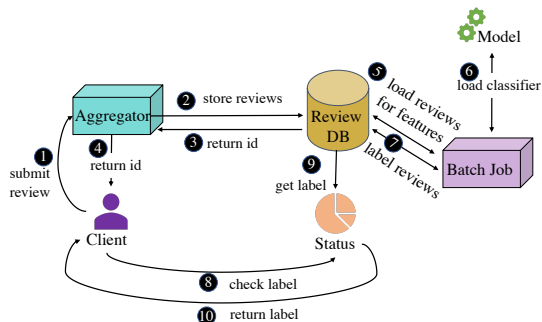 Model
6
load classifier
5
load reviews
for features
7
label reviews
Batch Job
Aggregator
2 store reviews
3 return id
Review
DB
1
submit
review
4
return id
9
get label
Client
Status
8 check label
10 return label